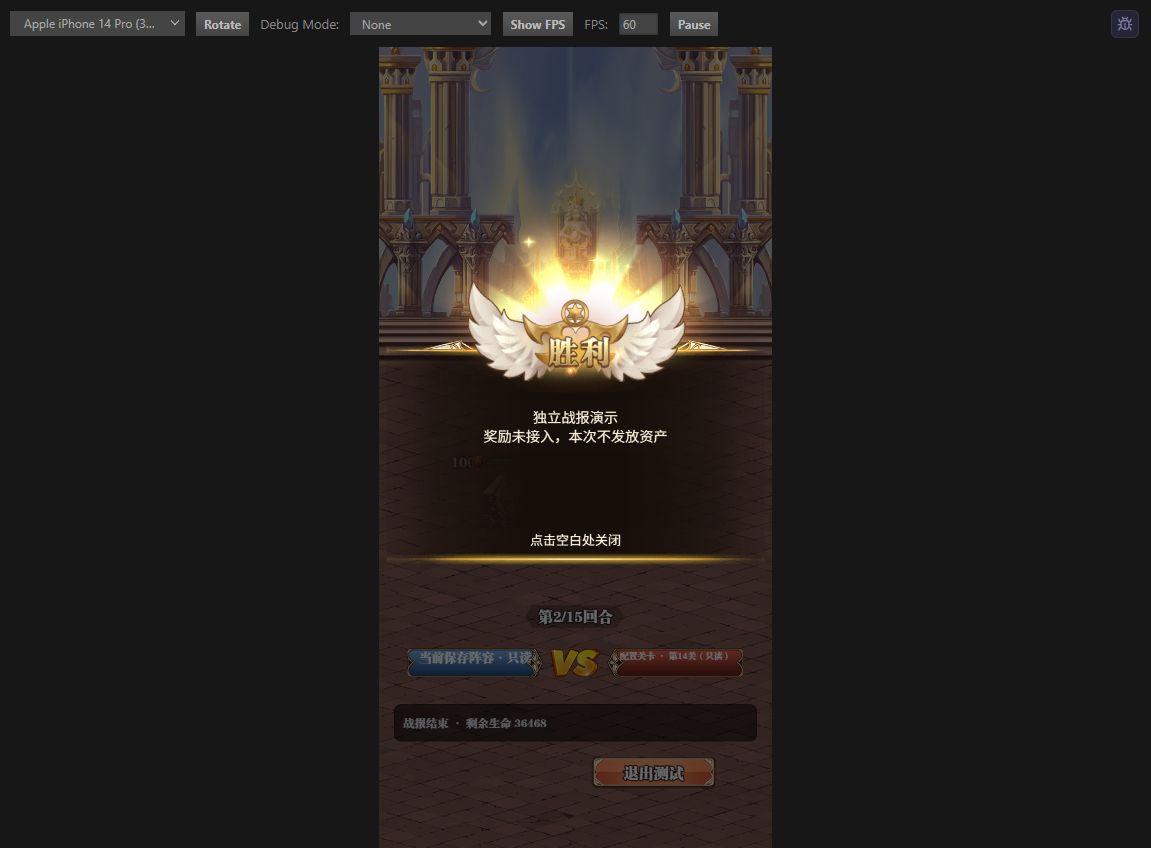 Apple iPhone 14 Pro (3...
Rotate
Debug Mode:
None
Show FPS
FPS:
60
Pause
胜利
独立战报演示
奖励未接入，本次不发放资产
100
点击空白处关闭
第2/15回合
当前保存阵容·只读
VS
配置关卡 · 第14关（只读）
战报结束 · 剩余生命 36468
退出测试